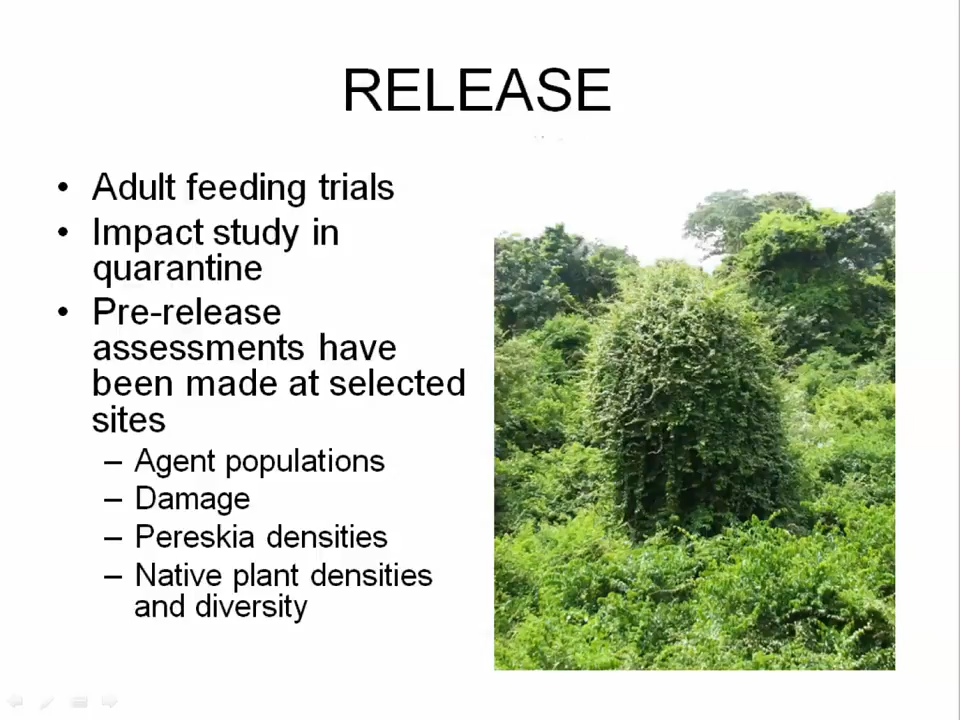 RELEASE
• Adult feeding trials
• Impact study in
quarantine
• Pre-release
assessments have
been made at selected
sites
– Agent populations
– Damage
– Pereskia densities
– Native plant densities
and diversity